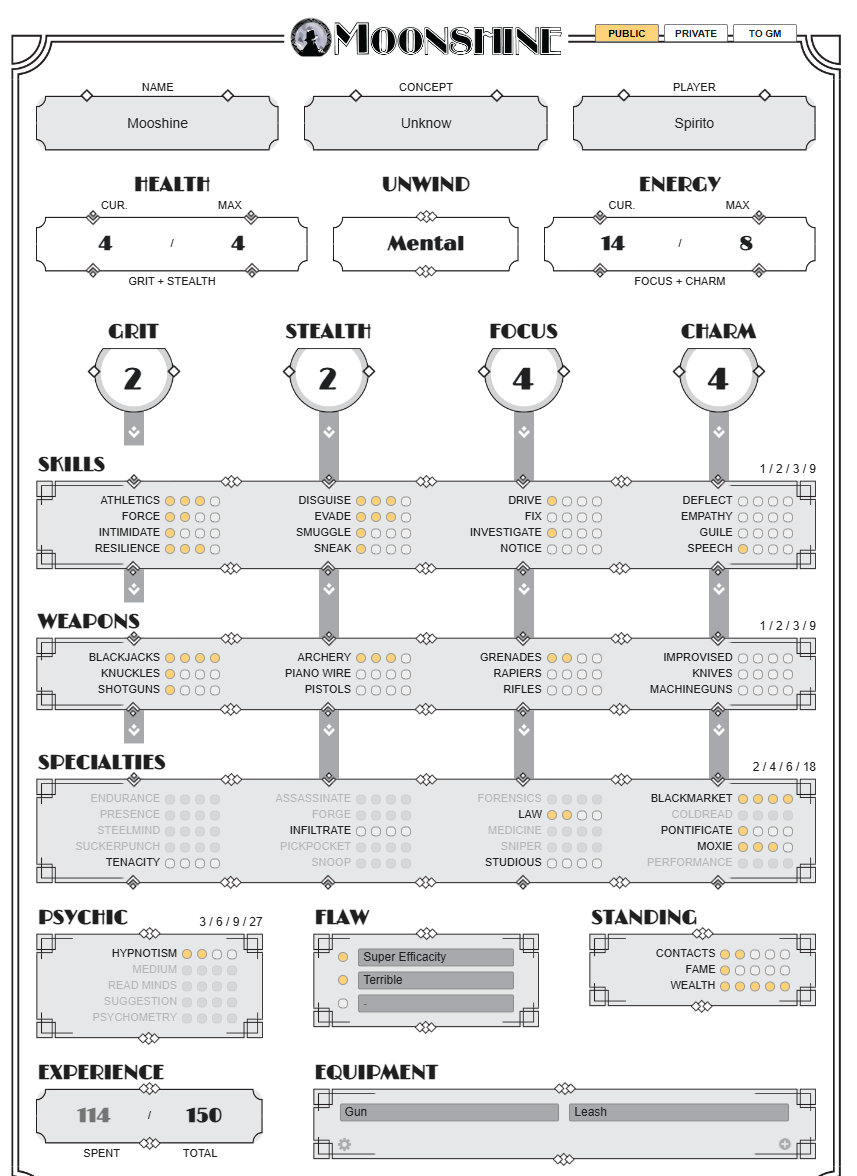 MOONSHINE
PUBLIC PRIVATE TO GM
NAME CONCEPT PLAYER
Mooshine Unknow Spirito
HEALTH UNWIND ENERGY
CUR. MAX CUR. MAX
4 / 4 Mental 14 / 8
GRIT + STEALTH FOCUS + CHARM
GRIT STEALTH FOCUS CHARM
2 2 4 4
SKILLS 1 / 2 / 3 / 9
ATHLETICS DISGUISE DRIVE DEFLECT
FORCE EVADE FIX EMPATHY
INTIMIDATE SMUGGLE INVESTIGATE GUILE
RESILIENCE SNEAK NOTICE SPEECH
WEAPONS 1 / 2 / 3 / 9
BLACKJACKS ARCHERY GRENADES IMPROVISED
KNUCKLES PIANO WIRE RAPIERS KNIVES
SHOTGUNS PISTOLS RIFLES MACHINEGUNS
SPECIALTIES 2 / 4 / 6 / 18
ENDURANCE ASSASSINATE FORENSICS BLACKMARKET
PRESENCE FORGE LAW COLDREAD
STEELMIND INFILTRATE MEDICINE PONTIFICATE
SUCKERPUNCH PICKPOCKET SNIPER MOXIE
TENACITY SNOOP STUDIOUS PERFORMANCE
PSYCHIC 3 / 6 / 9 / 27 FLAW STANDING
HYPNOTISM Super Efficacity CONTACTS
MEDIUM Terrible FAME
READ MINDS - WEALTH
SUGGESTION
PSYCHOMETRY
EXPERIENCE EQUIPMENT
114 / 150 Gun Leash
SPENT TOTAL